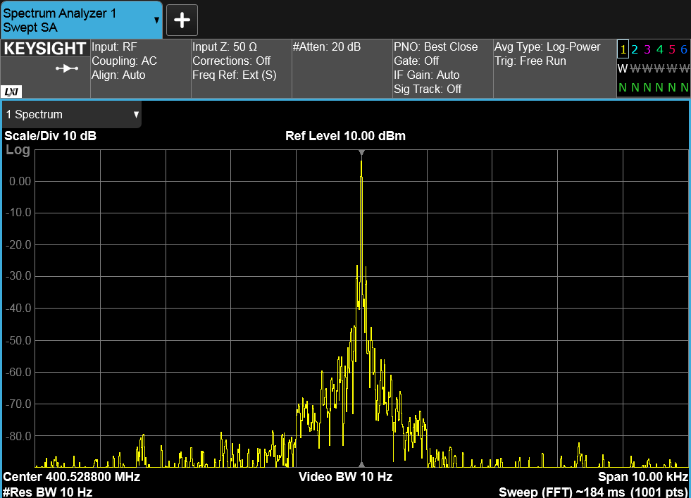 Spectrum Analyzer 1
Swept SA
+
KEYSIGHT
LXI
Input: RF
Coupling: AC
Align: Auto
Input Z: 50 Ω
Corrections: Off
Freq Ref: Ext (S)
#Atten: 20 dB
PNO: Best Close
Gate: Off
IF Gain: Auto
Sig Track: Off
Avg Type: Log-Power
Trig: Free Run
1 2 3 4 5 6
W W W W W W
N N N N N N
1 Spectrum
Scale/Div 10 dB
Ref Level 10.00 dBm
Log
0.00
-10.0
-20.0
-30.0
-40.0
-50.0
-60.0
-70.0
-80.0
Center 400.528800 MHz
Video BW 10 Hz
Span 10.00 kHz
#Res BW 10 Hz
Sweep (FFT) ~184 ms (1001 pts)